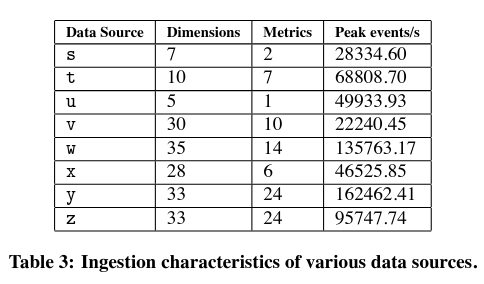 Data Source Dimensions Metrics Peak events/s
s 7 2 28334.60
t 10 7 68808.70
u 5 1 49933.93
v 30 10 22240.45
w 35 14 135763.17
x 28 6 46525.85
y 33 24 162462.41
z 33 24 95747.74
Table 3: Ingestion characteristics of various data sources.